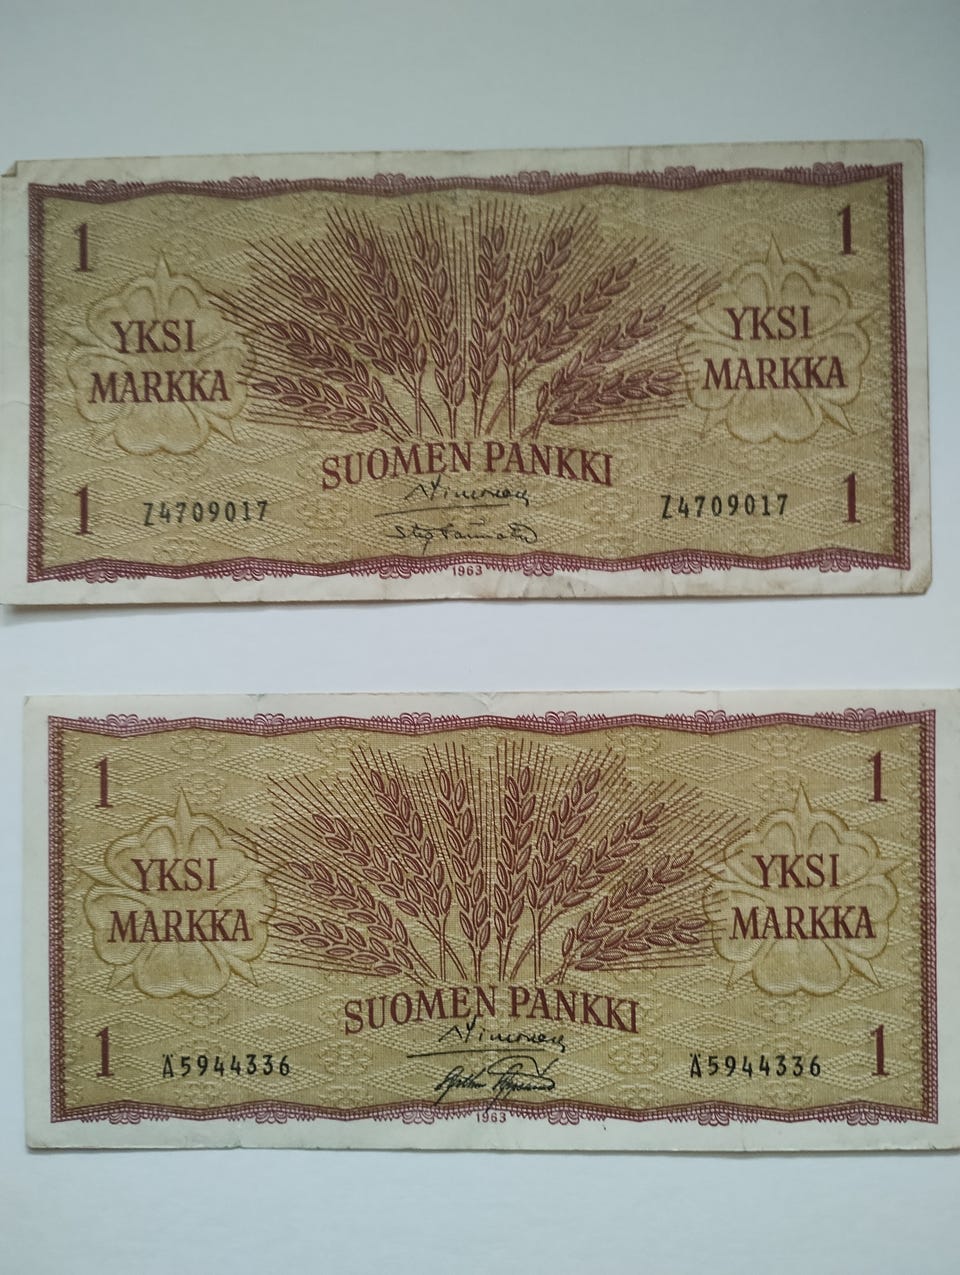 1 1
YKSI YKSI
MARKKA MARKKA
SUOMEN PANKKI
1 Z4709017 Z4709017 1
1963
1 1
YKSI YKSI
MARKKA MARKKA
SUOMEN PANKKI
1 Ä5944336 Ä5944336 1
1963